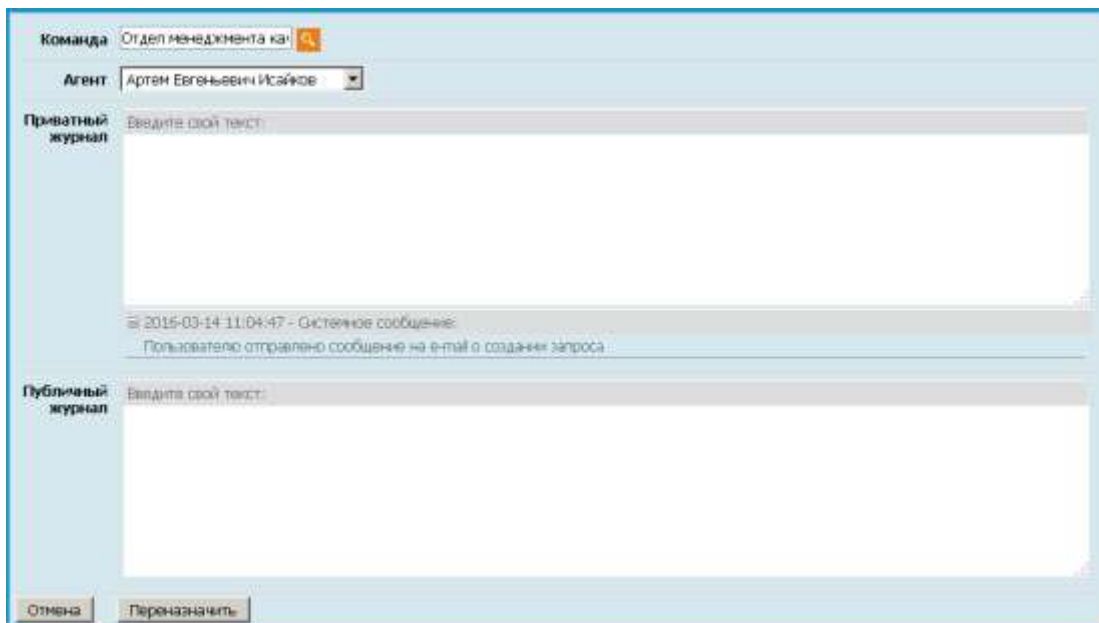 Команда Отдел менеджмента кач
Агент Артем Евгеньевич Исайков
Приватный журнал
Введите свой текст:
2016-03-14 11:04:47 - Системное сообщение:
Пользователю отправлено сообщение на e-mail о создании запроса
Публичный журнал
Введите свой текст:
Отмена Переназначить